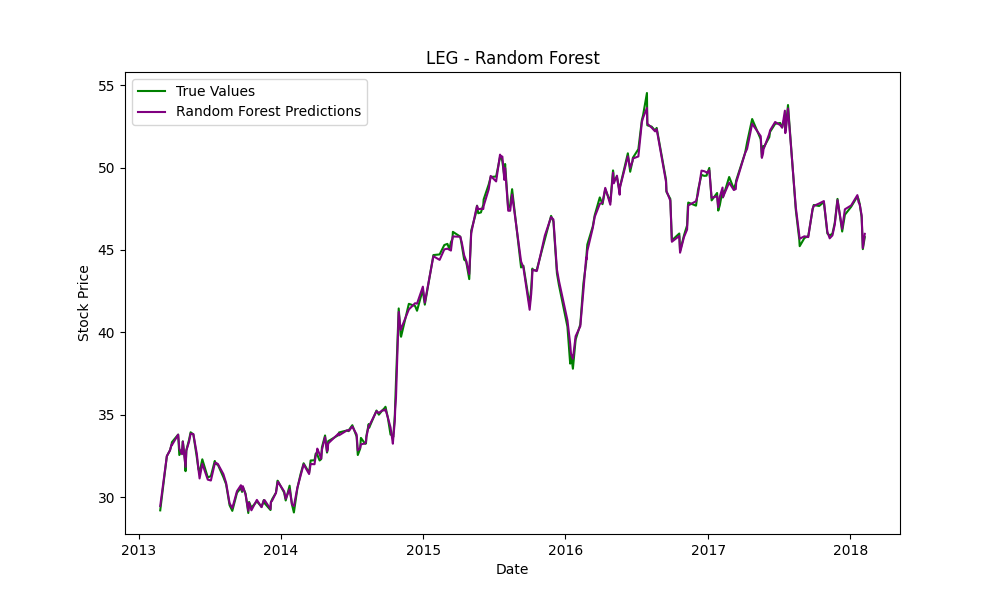 LEG - Random Forest
True Values
Random Forest Predictions
Stock Price
55
50
45
40
35
30
2013
2014
2015
2016
2017
2018
Date